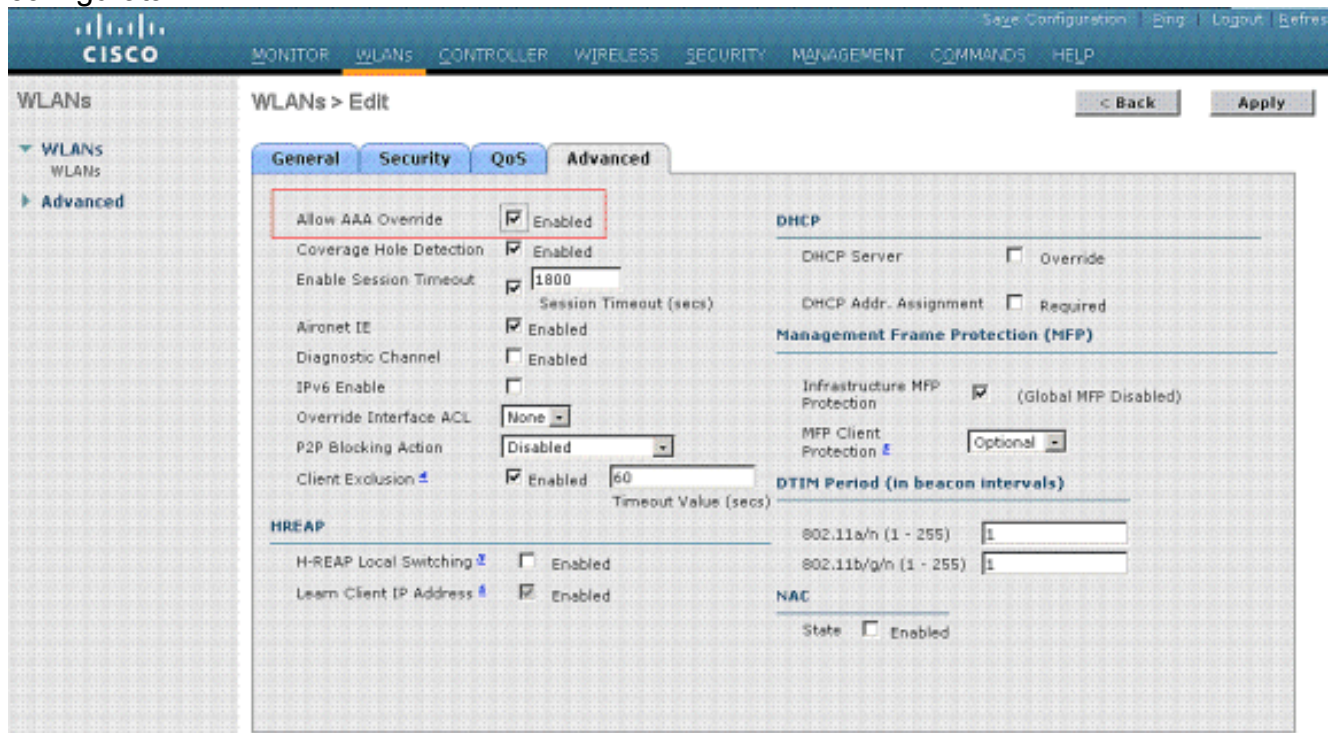 CISCO
Save Configuration | Ping | Logout | Refres
MONITOR WLANs CONTROLLER WIRELESS SECURITY MANAGEMENT COMMANDS HELP
WLANs
WLANs
WLANs
Advanced
WLANs > Edit
< Back
Apply
General Security QoS Advanced
Allow AAA Override Enabled
Coverage Hole Detection Enabled
Enable Session Timeout 1800
Session Timeout (secs)
Aironet IE Enabled
Diagnostic Channel Enabled
IPv6 Enable
Override Interface ACL None
P2P Blocking Action Disabled
Client Exclusion Enabled 60
Timeout Value (secs)
HREAP
H-REAP Local Switching 2 Enabled
Learn Client IP Address Enabled
DHCP
DHCP Server Override
DHCP Addr. Assignment Required
Management Frame Protection (MFP)
Infrastructure MFP
Protection (Global MFP Disabled)
MFP Client
Protection Optional
DTIM Period (in beacon intervals)
802.11a/n (1 - 255) 1
802.11b/g/n (1 - 255) 1
NAC
State Enabled